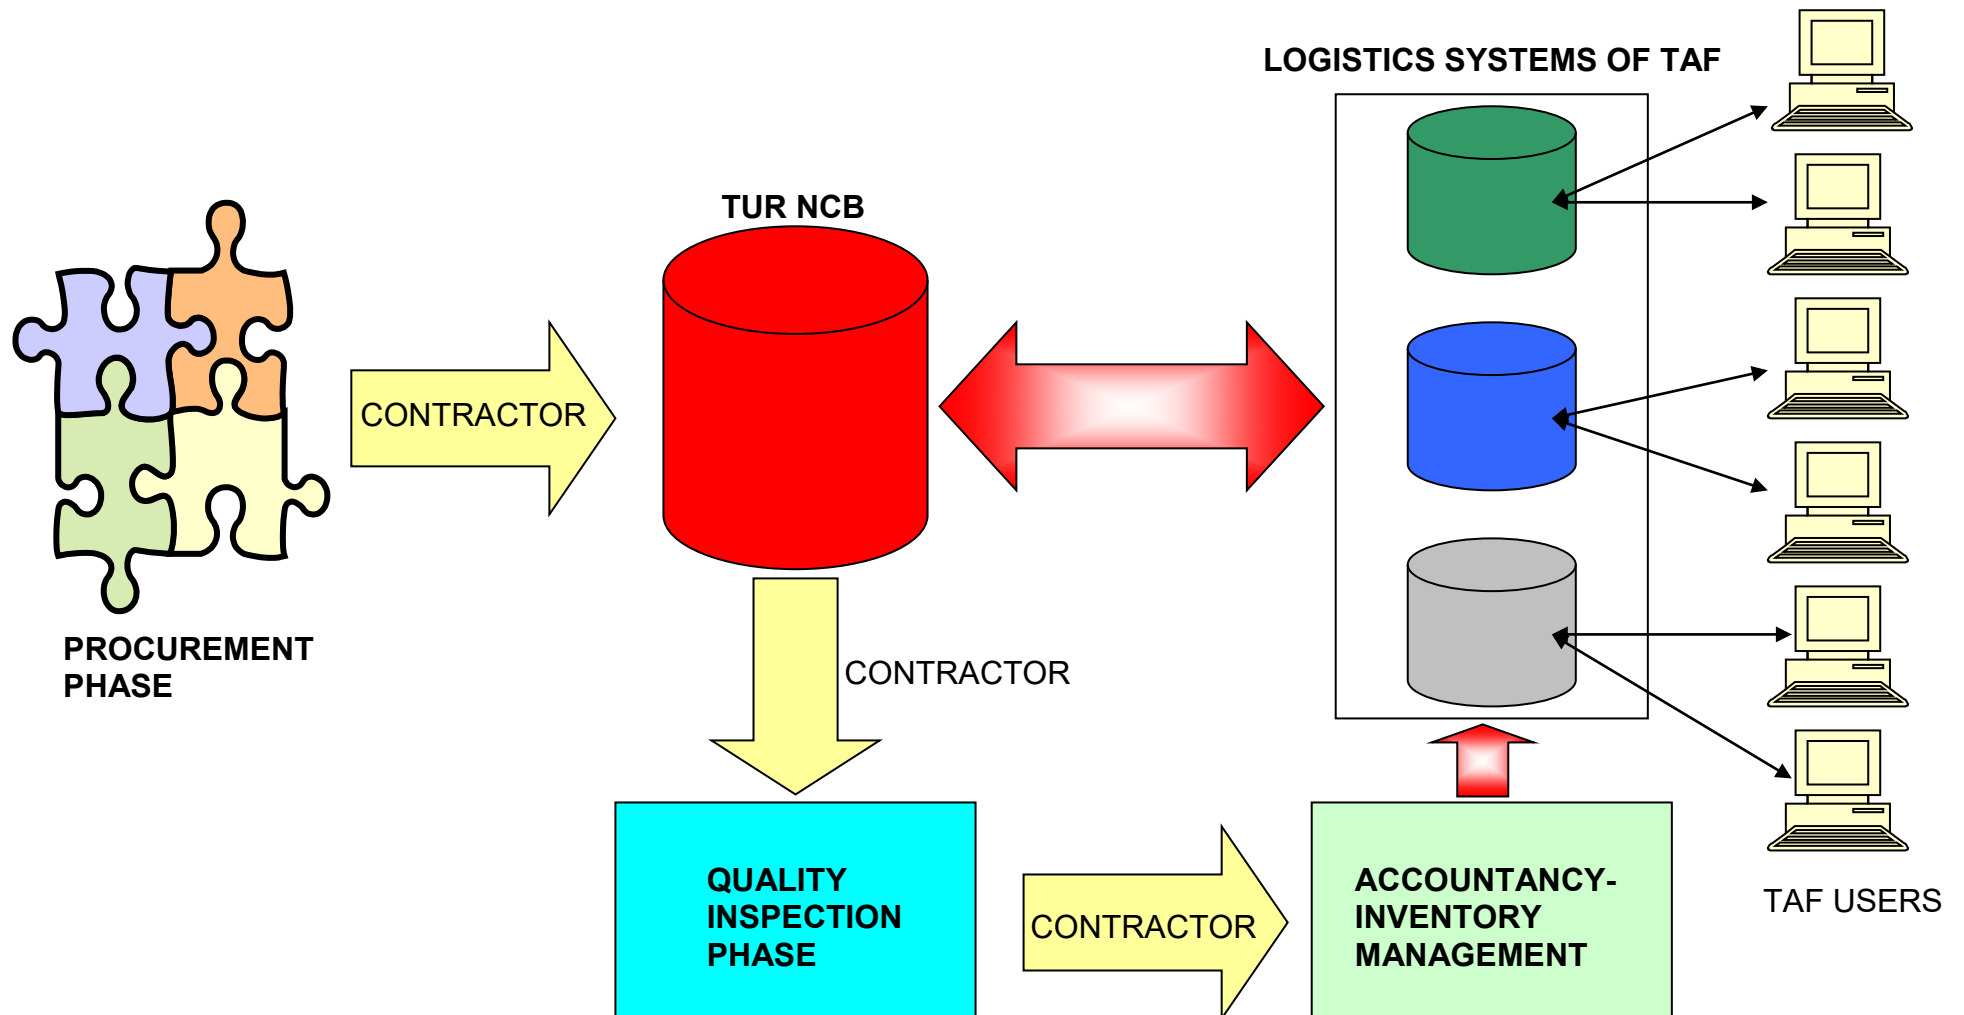 LOGISTICS SYSTEMS OF TAF
TUR NCB
CONTRACTOR
PROCUREMENT
PHASE
CONTRACTOR
QUALITY
INSPECTION
PHASE
CONTRACTOR
ACCOUNTANCY-
INVENTORY
MANAGEMENT
TAF USERS